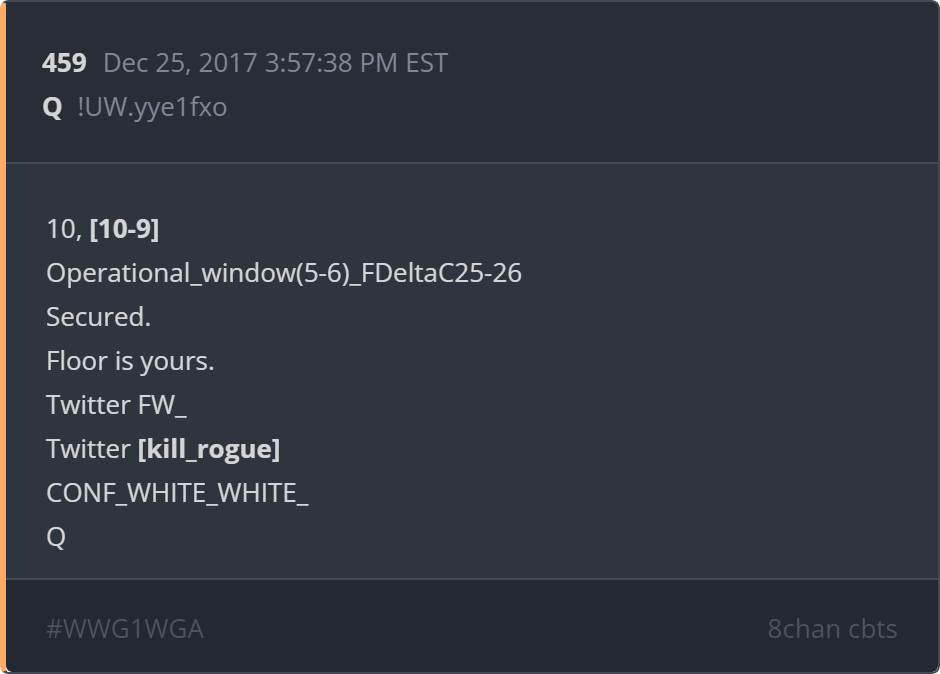 459 Dec 25, 2017 3:57:38 PM EST
Q !UW.yye1fxo
10, [10-9]
Operational_window(5-6)_FDeltaC25-26
Secured.
Floor is yours.
Twitter FW_
Twitter [kill_rogue]
CONF_WHITE_WHITE_
Q
#WWG1WGA 8chan cbts